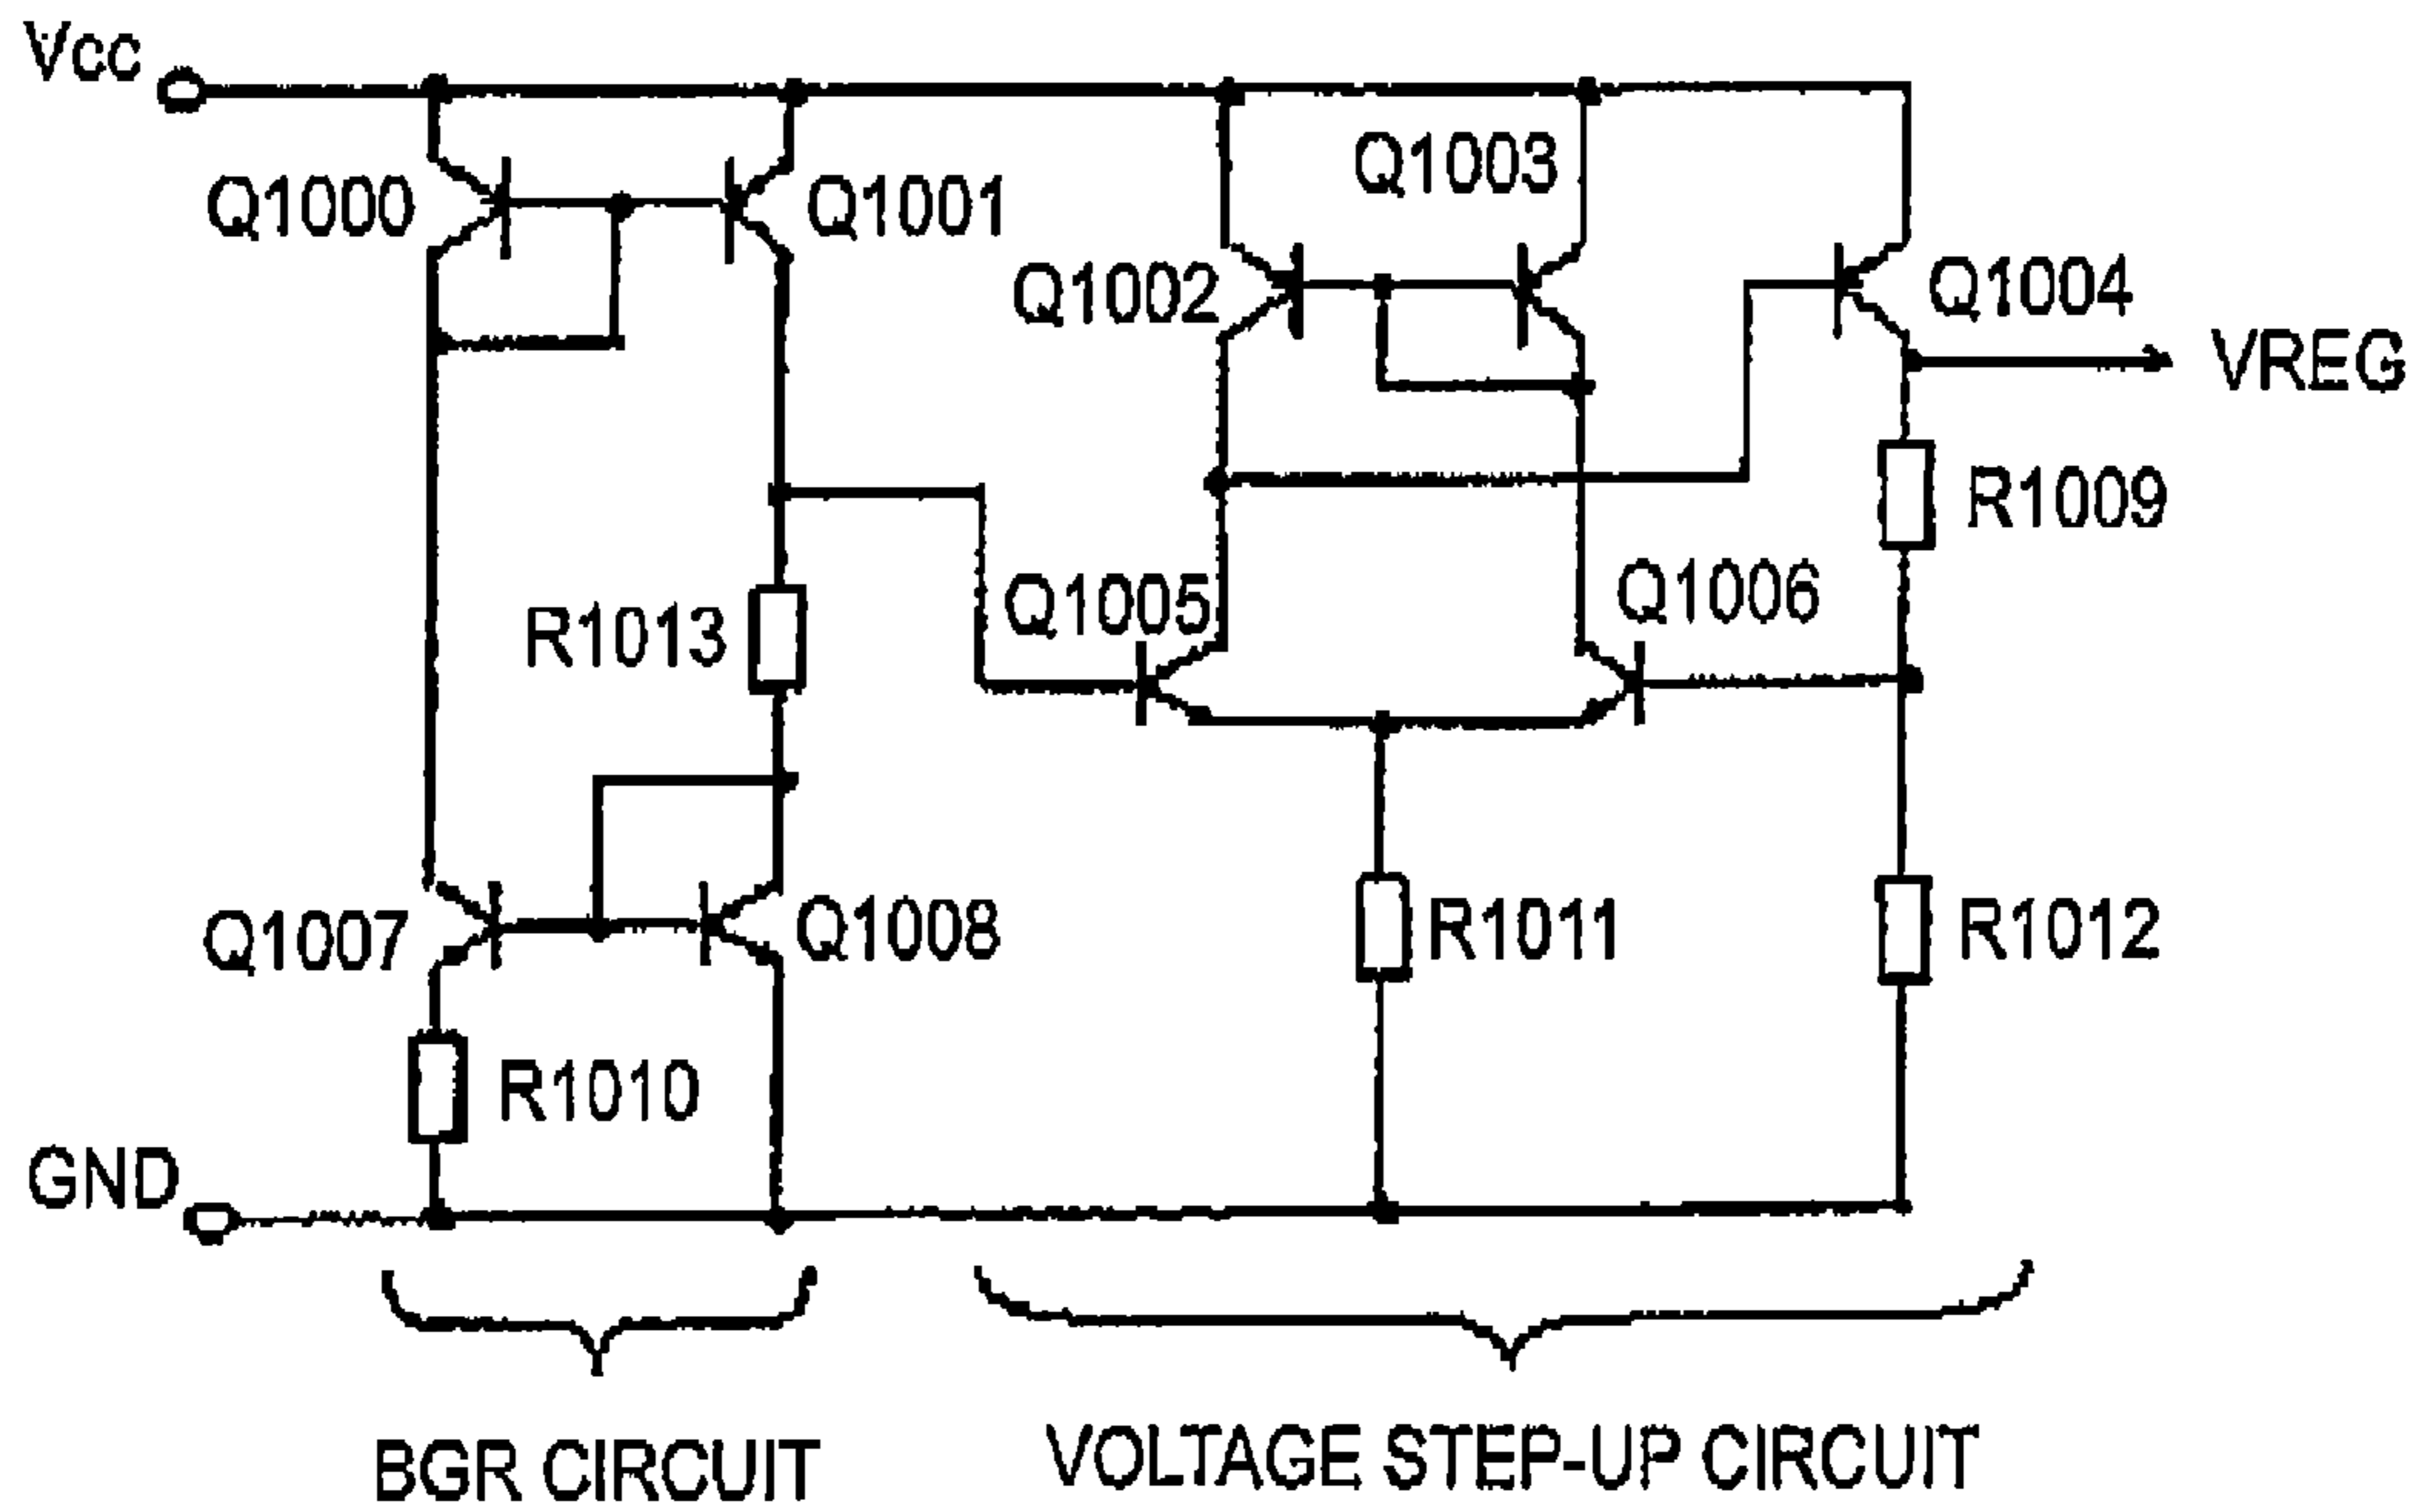 Vcc
Q1003
Q1000
Q1001
Q1002
Q1004
VREG
R1009
Q1005
Q1006
R1013
Q1007
Q1008
R1011
R1012
R1010
GND
BGR CIRCUIT
VOLTAGE STEP-UP CIRCUIT